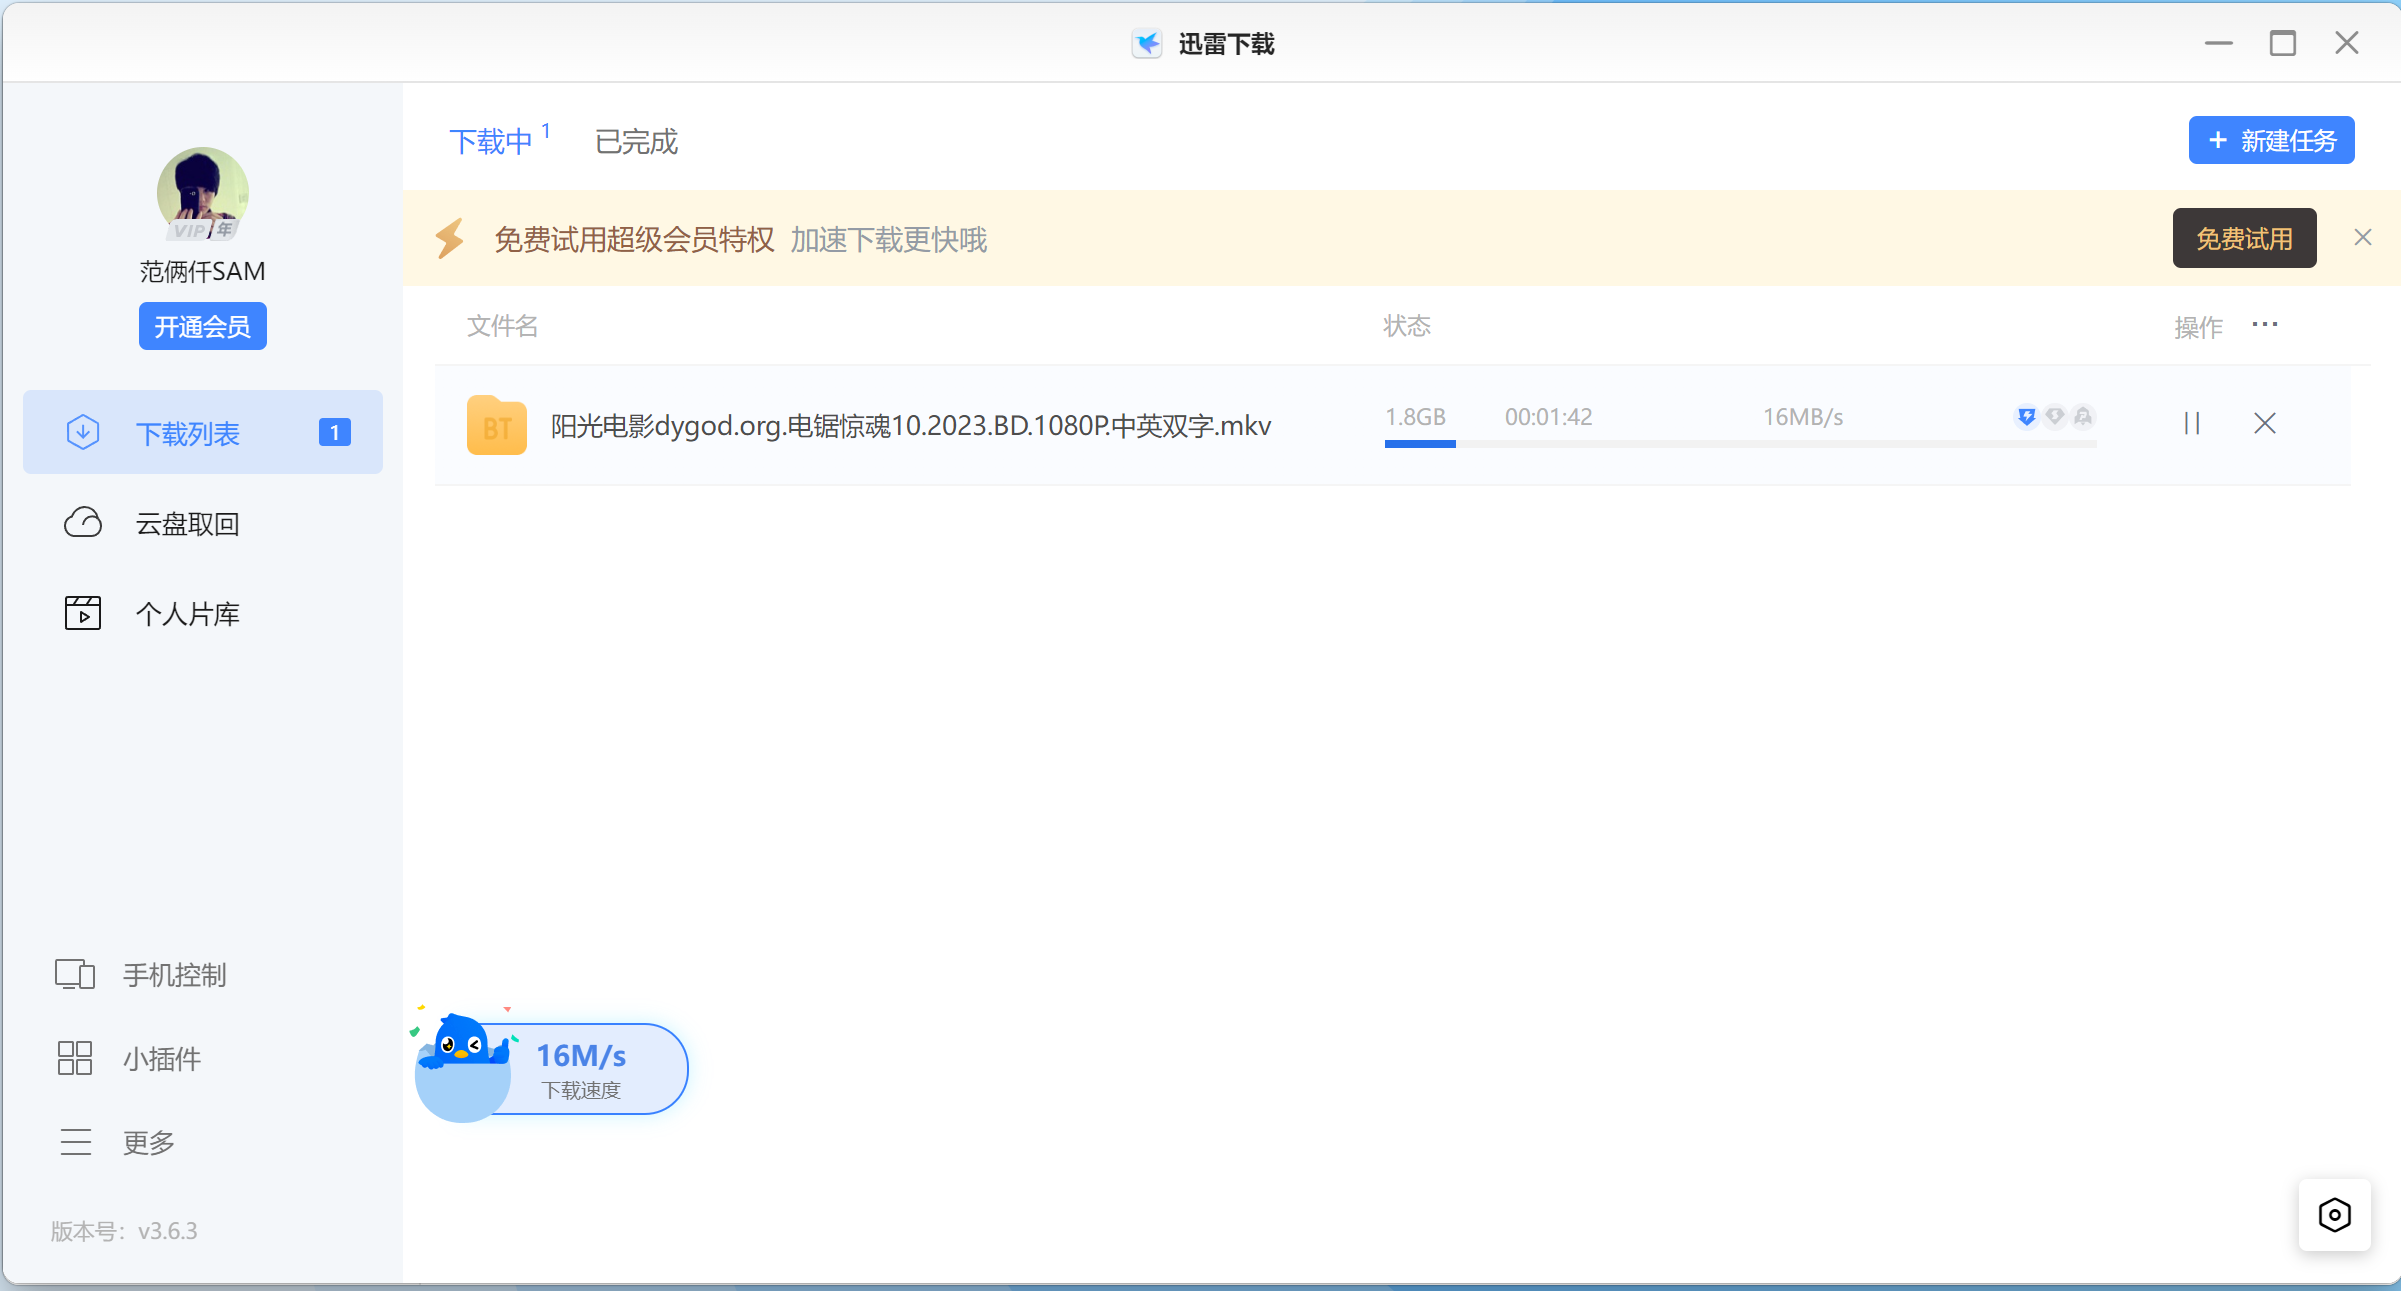 迅雷下载
VIP 年
范俩仟SAM
开通会员
下载列表 1
云盘取回
个人片库
手机控制
小插件
更多
版本号：v3.6.3
下载中 1 已完成
+ 新建任务
免费试用超级会员特权 加速下载更快哦
免费试用
文件名 状态 操作 ···
BT 阳光电影dygod.org.电锯惊魂10.2023.BD.1080P.中英双字.mkv 1.8GB 00:01:42 16MB/s
16M/s
下载速度